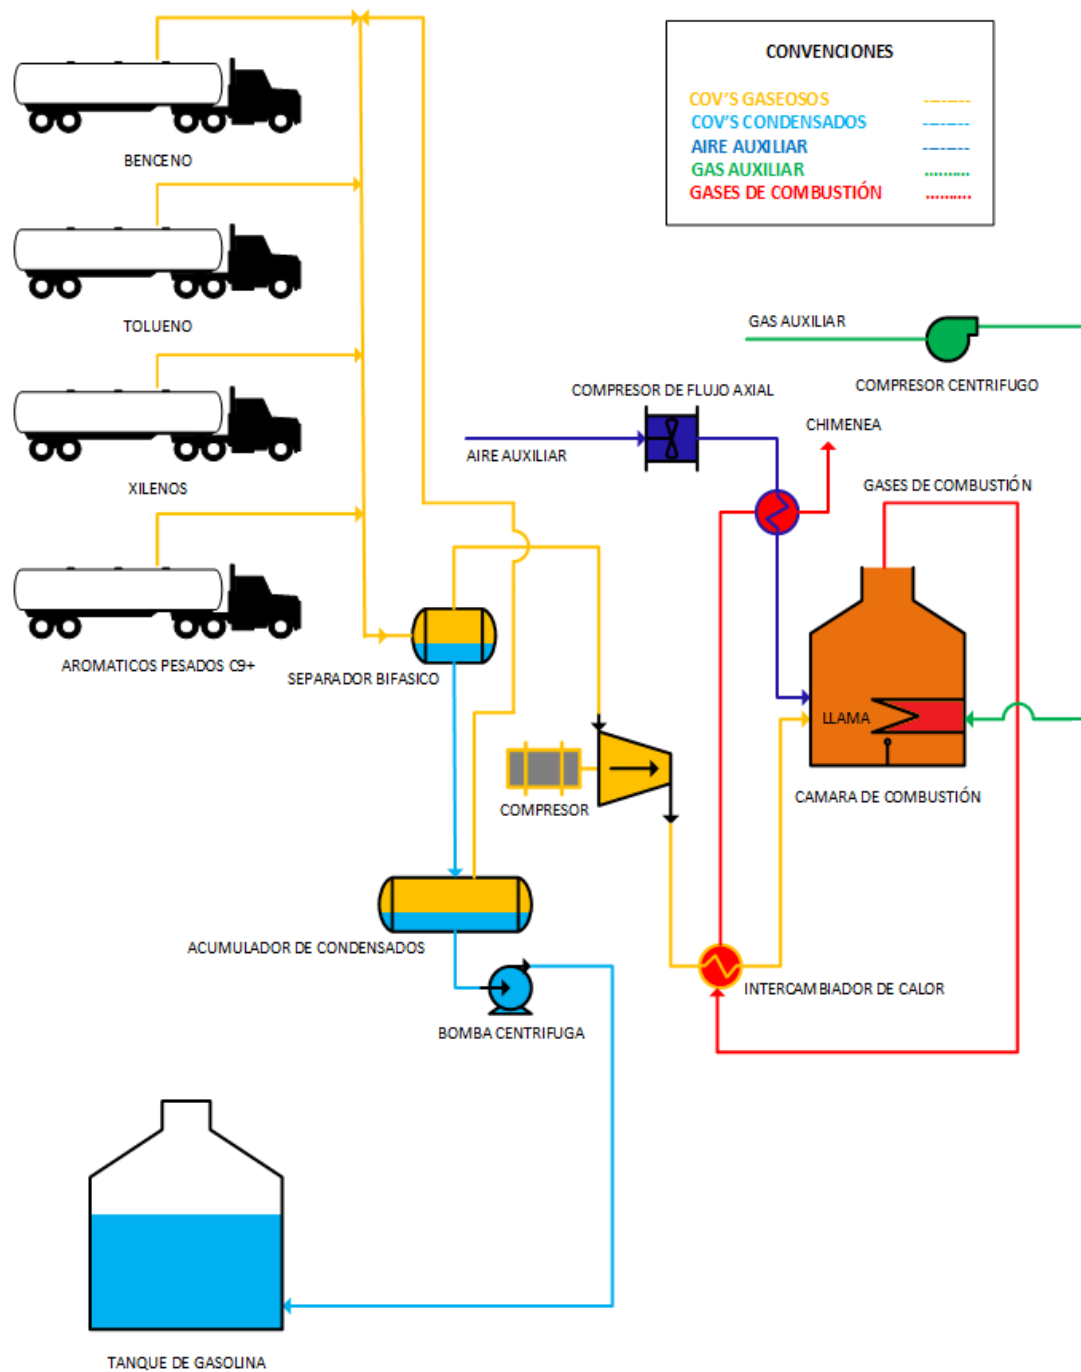 CONVENCIONES
COV'S GASEOSOS
COV'S CONDENSADOS
AIRE AUXILIAR
GAS AUXILIAR
GASES DE COMBUSTIÓN
BENCENO
TOLUENO
XILENOS
AROMATICOS PESADOS C9+
GAS AUXILIAR
COMPRESOR CENTRIFUGO
COMPRESOR DE FLUJO AXIAL
AIRE AUXILIAR
CHIMENEA
GASES DE COMBUSTIÓN
SEPARADOR BIFASICO
LLAMA
CAMARA DE COMBUSTIÓN
COMPRESOR
ACUMULADOR DE CONDENSADOS
INTERCAMBIADOR DE CALOR
BOMBA CENTRIFUGA
TANQUE DE GASOLINA